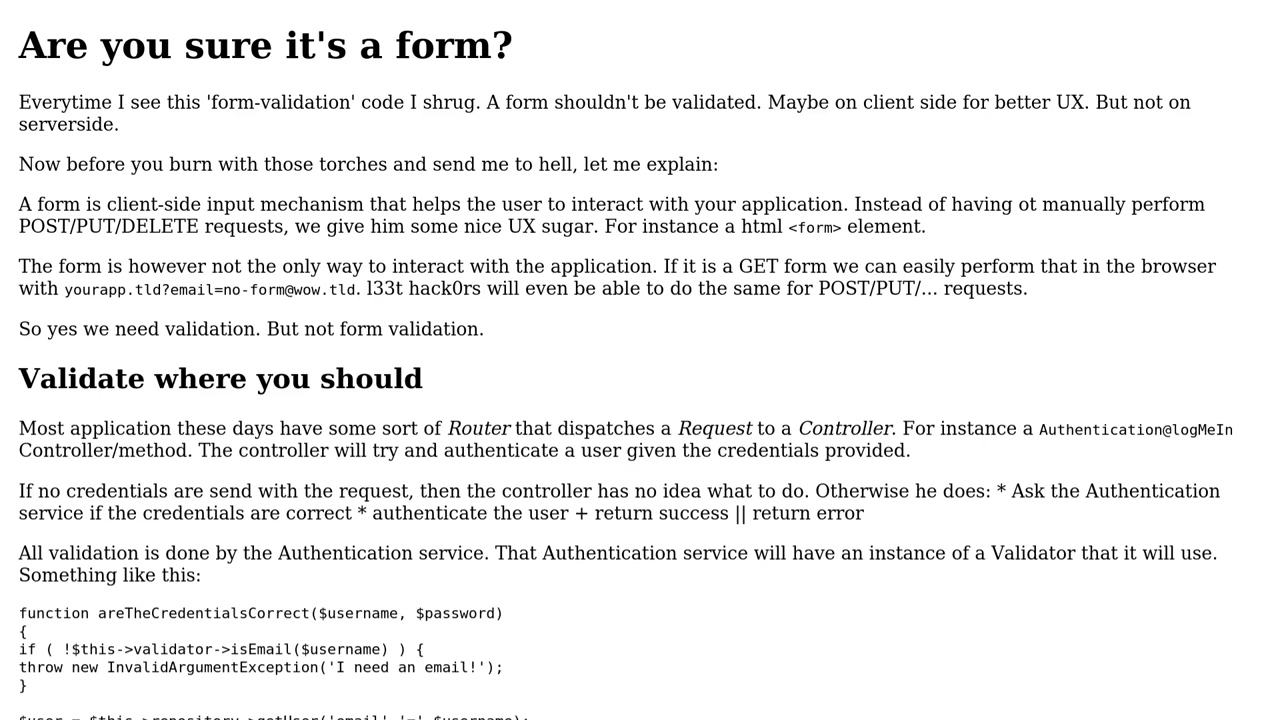 Are you sure it's a form?
Everytime I see this 'form-validation' code I shrug. A form shouldn't be validated. Maybe on client side for better UX. But not on
serverside.
Now before you burn with those torches and send me to hell, let me explain:
A form is client-side input mechanism that helps the user to interact with your application. Instead of having ot manually perform
POST/PUT/DELETE requests, we give him some nice UX sugar. For instance a html <form> element.
The form is however not the only way to interact with the application. If it is a GET form we can easily perform that in the browser
with yourapp.tld?email=no-form@wow.tld. l33t hack0rs will even be able to do the same for POST/PUT/... requests.
So yes we need validation. But not form validation.
Validate where you should
Most application these days have some sort of Router that dispatches a Request to a Controller. For instance a Authentication@logMeIn
Controller/method. The controller will try and authenticate a user given the credentials provided.
If no credentials are send with the request, then the controller has no idea what to do. Otherwise he does: * Ask the Authentication
service if the credentials are correct * authenticate the user + return success || return error
All validation is done by the Authentication service. That Authentication service will have an instance of a Validator that it will use.
Something like this:
function areTheCredentialsCorrect($username, $password)
{
if ( !$this->validator->isEmail($username) ) {
throw new InvalidArgumentException('I need an email!');
}
$user = $this->repository->getUser('email' '=' $username);